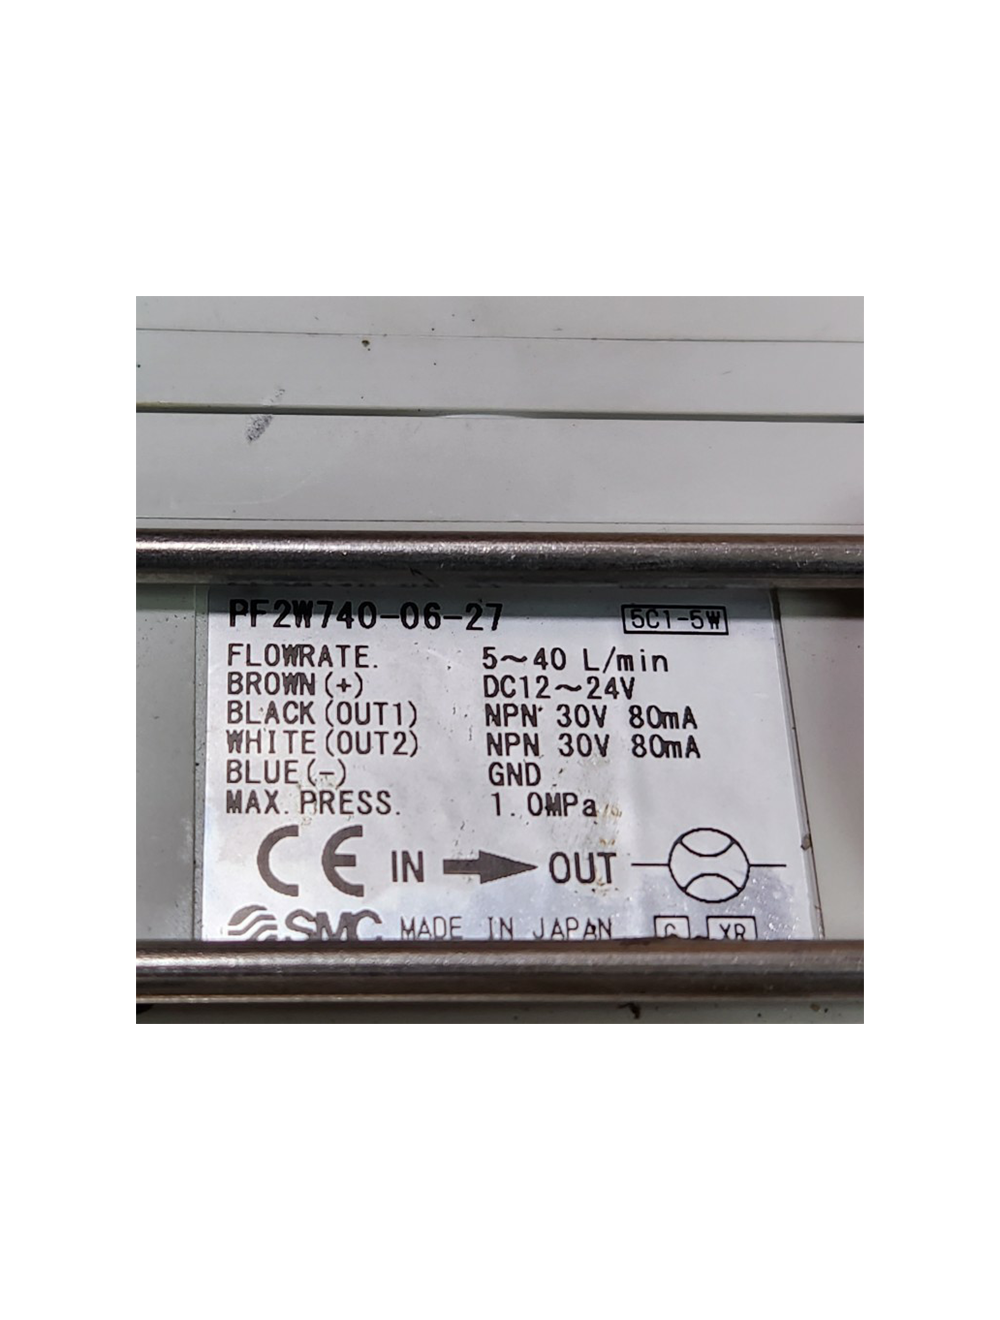 PF2W740-06-27 5C1-5W
FLOWRATE. 5~40 L/min
BROWN(+) DC12~24V
BLACK(OUT1) NPN 30V 80mA
WHITE(OUT2) NPN 30V 80mA
BLUE(-) GND
MAX. PRESS. 1.0MPa
CE IN OUT
SMC MADE IN JAPAN G XR